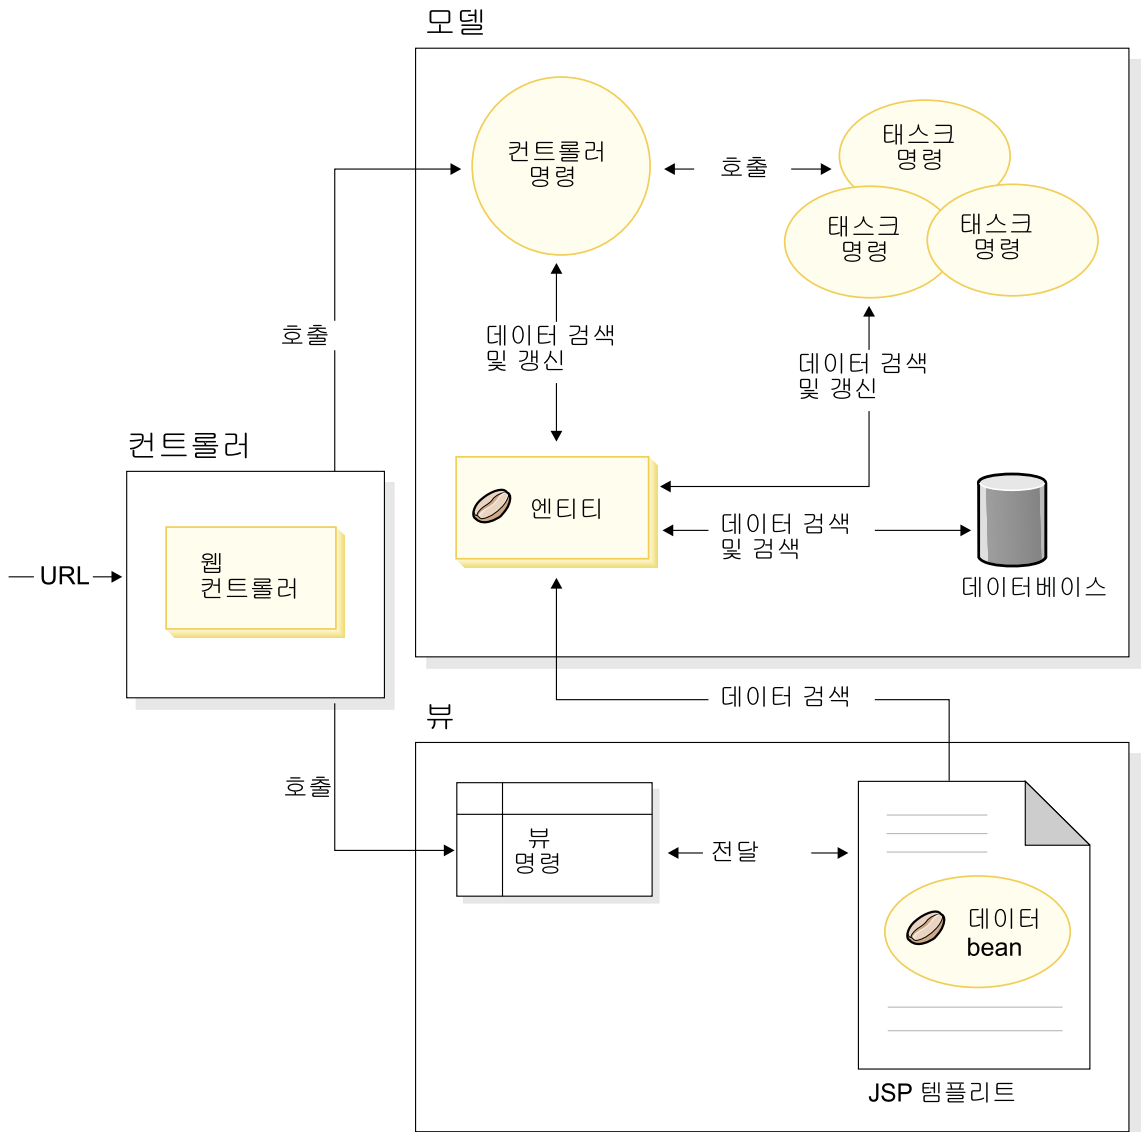 모델
컨트롤러
명령
호출
태스크
명령
태스크
명령
태스크
명령
호출
데이터 검색
및 갱신
데이터 검색
및 갱신
컨트롤러
웹
컨트롤러
URL
엔티티
데이터 검색
및 검색
데이터베이스
데이터 검색
뷰
호출
뷰
명령
전달
데이터
bean
JSP 템플리트